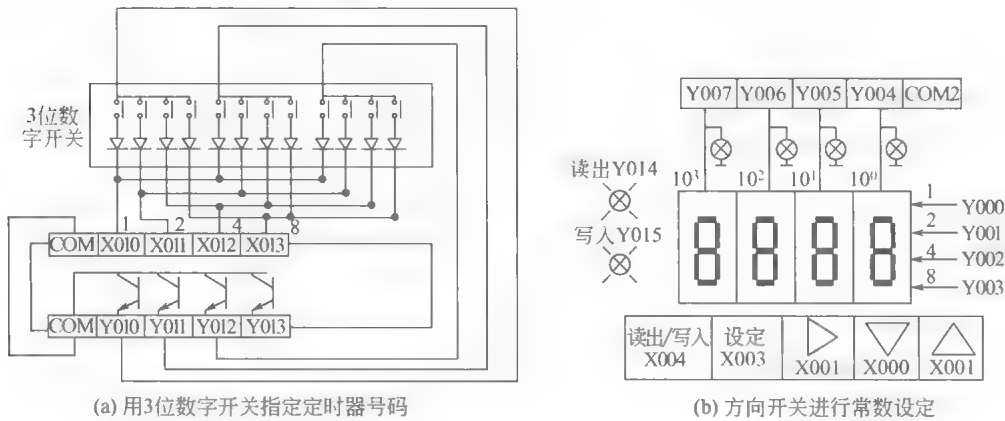 3位数
字开关
1 2 4 8
COM X010 X011 X012 X013
COM Y010 Y011 Y012 Y013
(a) 用3位数字开关指定定时器号码
Y007 Y006 Y005 Y004 COM2
读出Y014
写入Y015
10³ 10² 10¹ 10⁰
1 Y000
2 Y001
4 Y002
8 Y003
读出/写入 设定
X004 X003 X001 X000 X001
(b) 方向开关进行常数设定